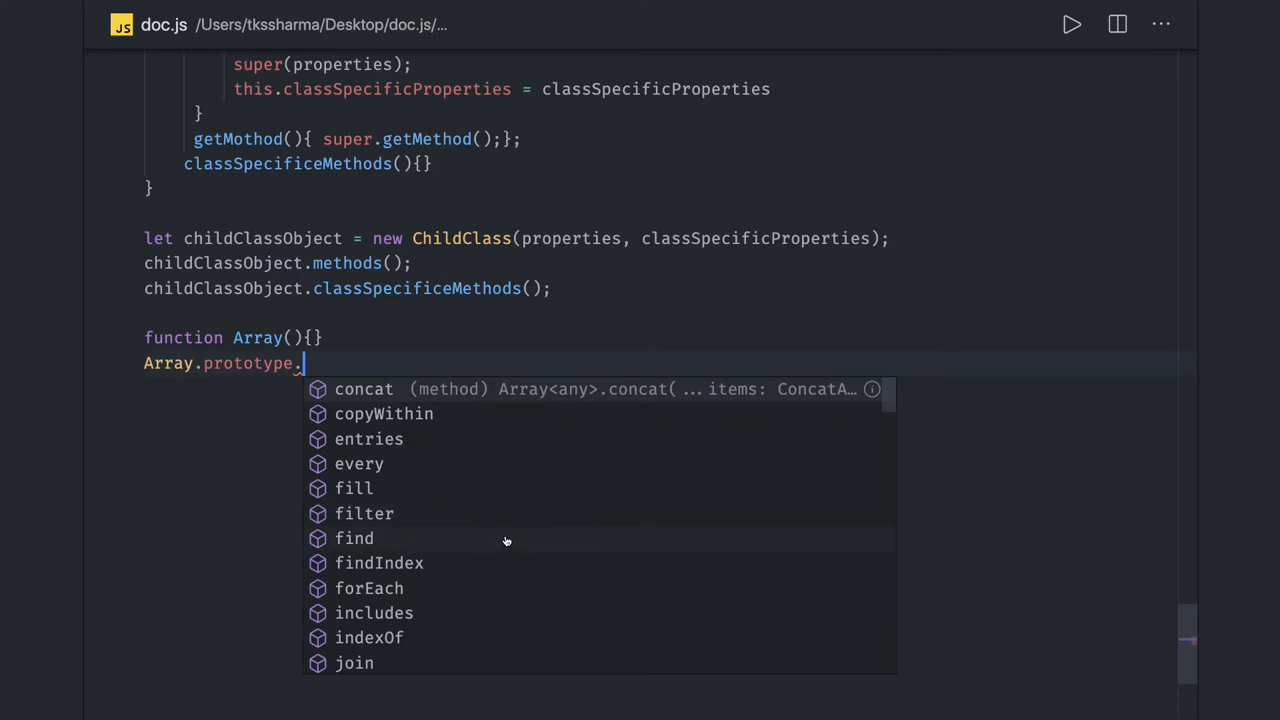 JS doc.js /Users/tkssharma/Desktop/doc.js/...
super(properties);
this.classSpecificProperties = classSpecificProperties
}
getMothod(){ super.getMethod();};
classSpecificeMethods(){}
}
let childClassObject = new ChildClass(properties, classSpecificProperties);
childClassObject.methods();
childClassObject.classSpecificeMethods();
function Array(){}
Array.prototype.
concat (method) Array<any>.concat(...items: ConcatA...
copyWithin
entries
every
fill
filter
find
findIndex
forEach
includes
indexOf
join